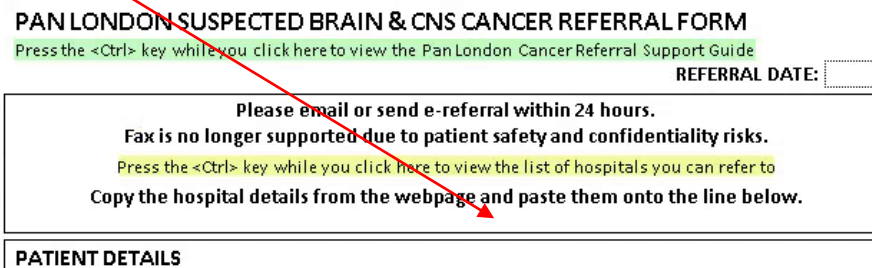 PAN LONDON SUSPECTED BRAIN & CNS CANCER REFERRAL FORM
Press the <Ctrl> key while you click here to view the Pan London Cancer Referral Support Guide
REFERRAL DATE:
Please email or send e-referral within 24 hours.
Fax is no longer supported due to patient safety and confidentiality risks.
Press the <Ctrl> key while you click here to view the list of hospitals you can refer to
Copy the hospital details from the webpage and paste them onto the line below.
PATIENT DETAILS